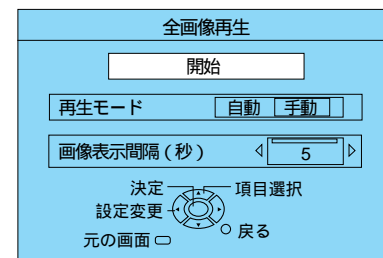 全画像再生
開始
再生モード 自動 手動
画像表示間隔(秒) 5
決定 項目選択
設定変更
元の画面 戻る